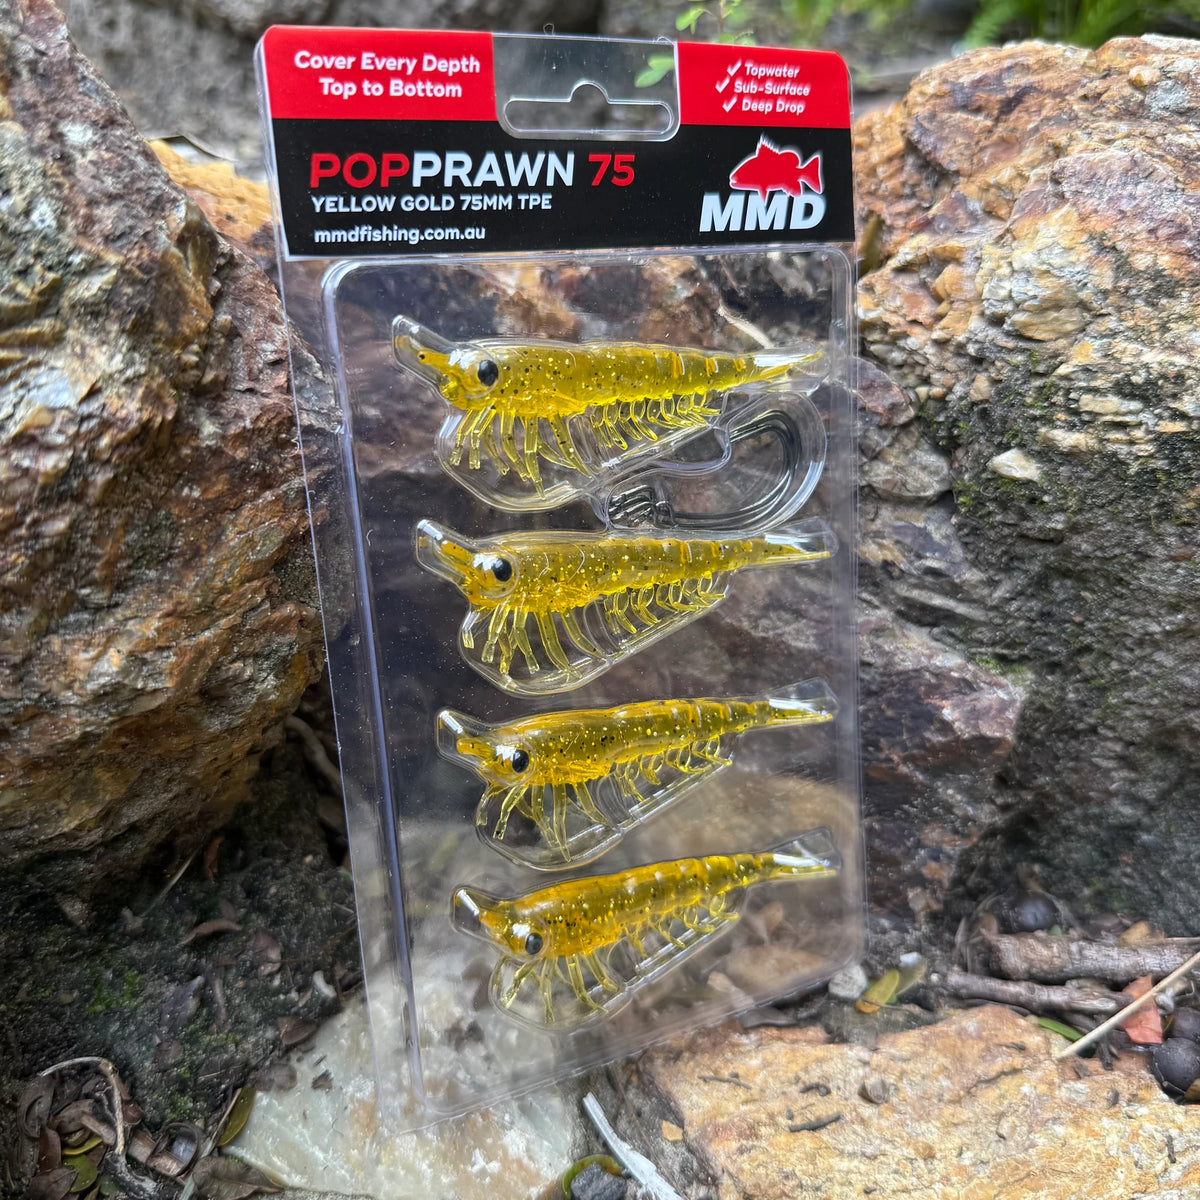 Cover Every Depth
Top to Bottom
✓ Topwater
✓ Sub-Surface
✓ Deep Drop
POPPRAWN 75
YELLOW GOLD 75MM TPE
mmdfishing.com.au
MMD